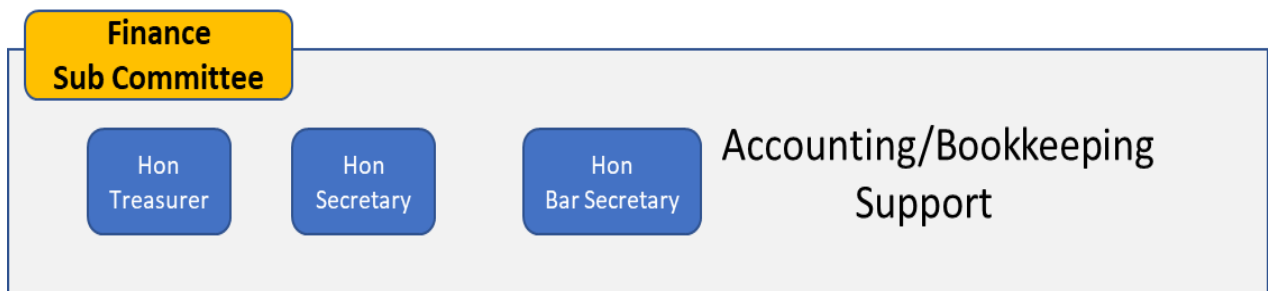 Finance
Sub Committee
Hon
Treasurer
Hon
Secretary
Hon
Bar Secretary
Accounting/Bookkeeping
Support